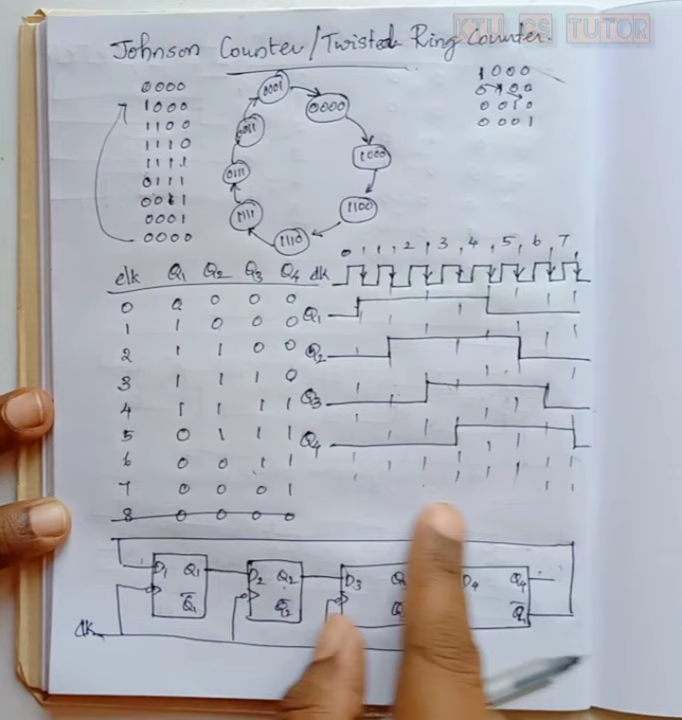 KTU CS TUTOR
Johnson Counter/Twisted Ring Counter.
0000
1000
1100
1110
1111
0111
0011
0001
0000
0001
0000
1000
1100
1110
1111
0111
0011
1000
0100
0010
0001
clk Q1 Q2 Q3 Q4
0 0 0 0 0
1 1 0 0 0
2 1 1 0 0
3 1 1 1 0
4 1 1 1 1
5 0 1 1 1
6 0 0 1 1
7 0 0 0 1
8 0 0 0 0
0 1 2 3 4 5 6 7
clk
Q1
Q2
Q3
Q4
D1 Q1 D2 Q2 D3 D4 Q4
Q̅1 Q̅2
clk